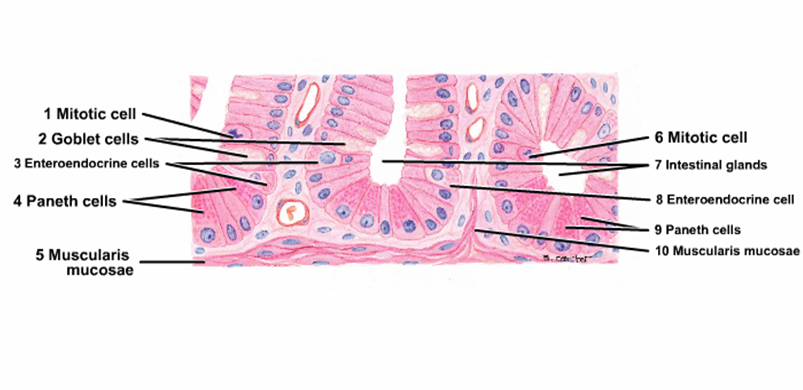 1 Mitotic cell
2 Goblet cells
3 Enteroendocrine cells
4 Paneth cells
5 Muscularis
mucosae
6 Mitotic cell
7 Intestinal glands
8 Enteroendocrine cell
9 Paneth cells
10 Muscularis mucosae